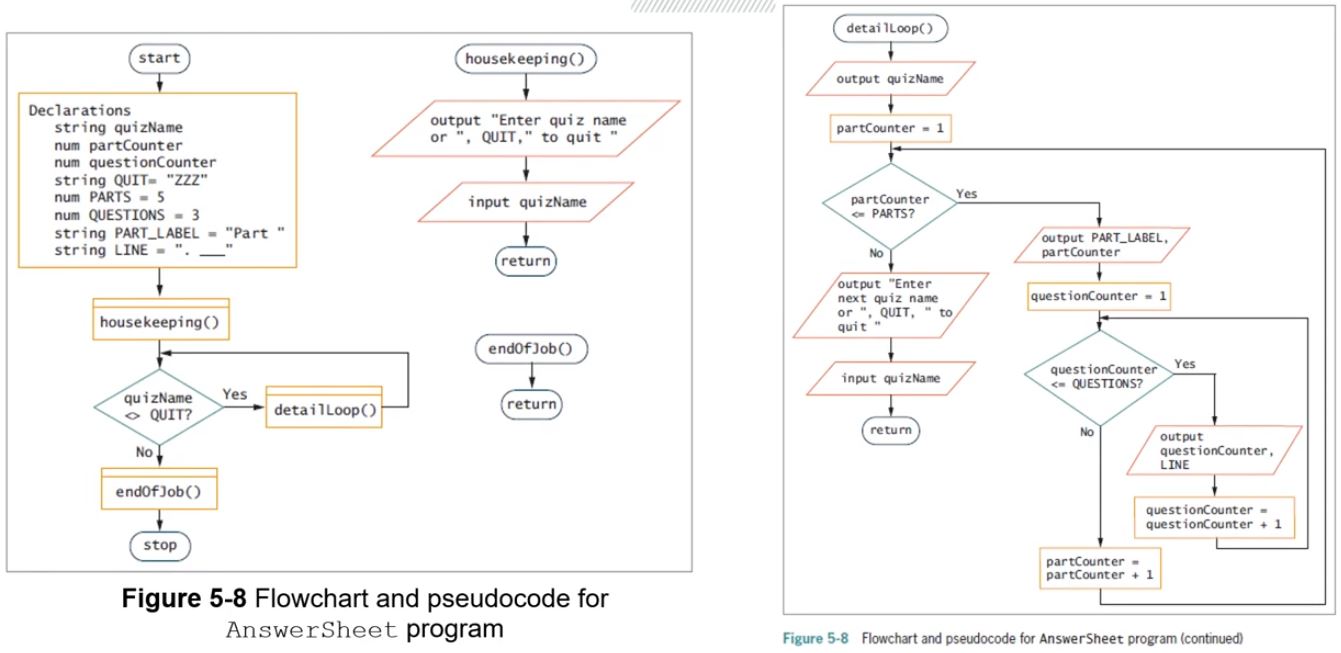 start
Declarations
string quizName
num partCounter
num questionCounter
string QUIT= "ZZZ"
num PARTS = 5
num QUESTIONS = 3
string PART_LABEL = "Part "
string LINE = ". ___"
housekeeping()
quizName
<> QUIT?
Yes
detailLoop()
No
endOfJob()
stop
housekeeping()
output "Enter quiz name
or ", QUIT," to quit "
input quizName
return
endOfJob()
return
Figure 5-8 Flowchart and pseudocode for
AnswerSheet program
detailLoop()
output quizName
partCounter = 1
partCounter
<= PARTS?
Yes
No
output "Enter
next quiz name
or ", QUIT, " to
quit "
input quizName
return
output PART_LABEL,
partCounter
questionCounter = 1
questionCounter
<= QUESTIONS?
Yes
No
output
questionCounter,
LINE
questionCounter =
questionCounter + 1
partCounter =
partCounter + 1
Figure 5-8 Flowchart and pseudocode for AnswerSheet program (continued)